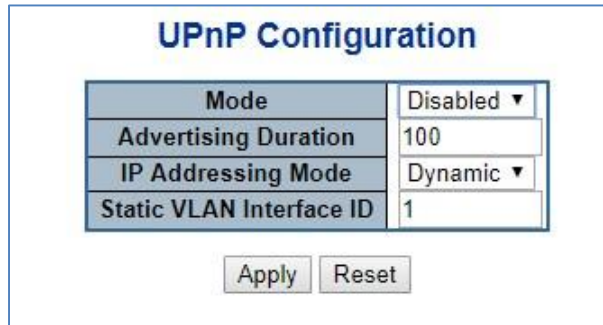 UPnP Configuration
Mode Disabled
Advertising Duration 100
IP Addressing Mode Dynamic
Static VLAN Interface ID 1
Apply Reset